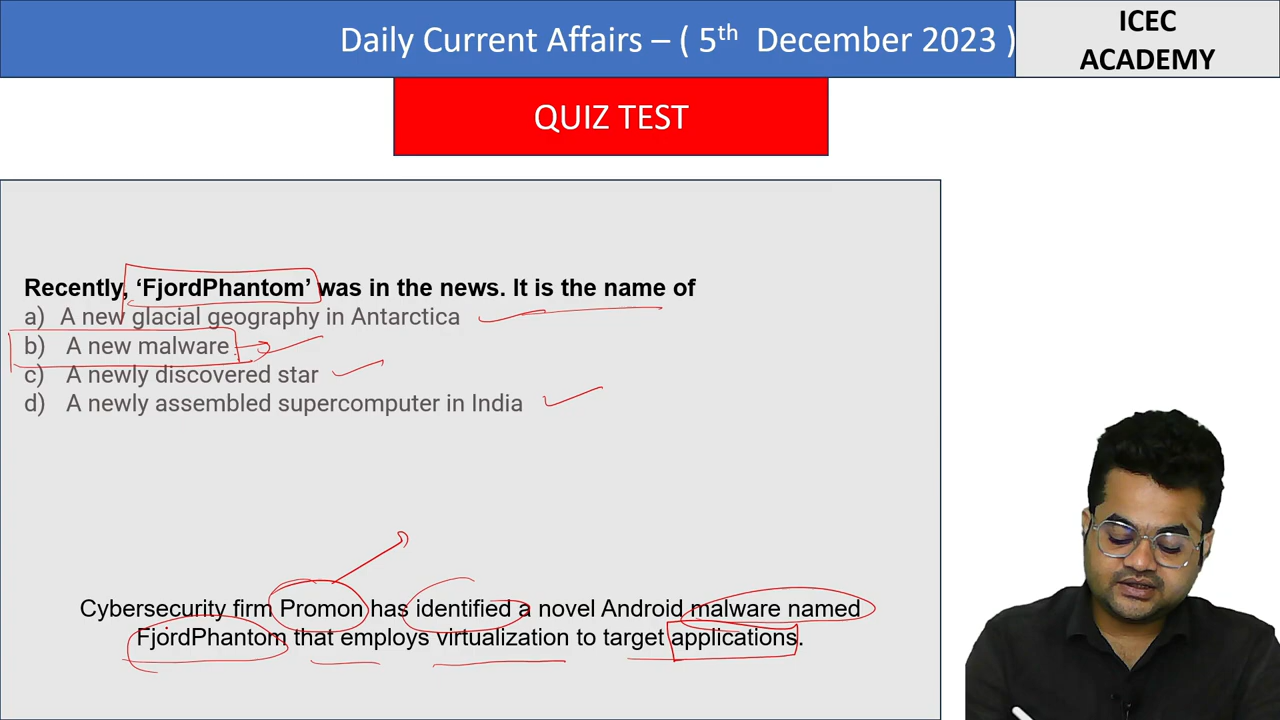 Daily Current Affairs – ( 5th December 2023 )
ICEC
ACADEMY
QUIZ TEST
Recently, ‘FjordPhantom’ was in the news. It is the name of
a) A new glacial geography in Antarctica
b) A new malware
c) A newly discovered star
d) A newly assembled supercomputer in India
Cybersecurity firm Promon has identified a novel Android malware named
FjordPhantom that employs virtualization to target applications.